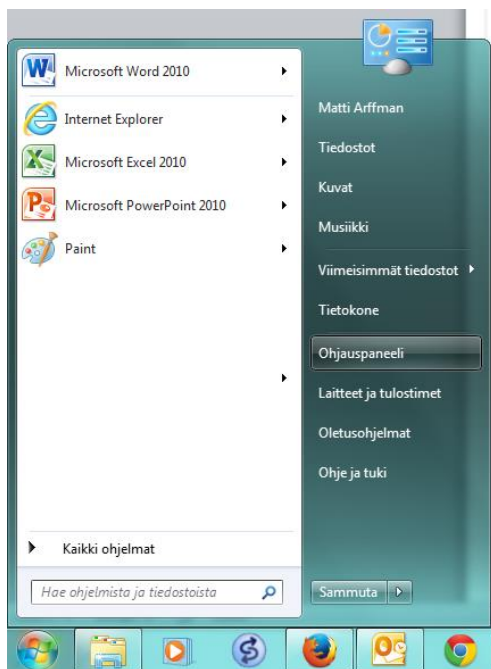 Microsoft Word 2010
Internet Explorer
Microsoft Excel 2010
Microsoft PowerPoint 2010
Paint
Kaikki ohjelmat
Hae ohjelmista ja tiedostoista
Matti Arffman
Tiedostot
Kuvat
Musiikki
Viimeisimmät tiedostot
Tietokone
Ohjauspaneeli
Laitteet ja tulostimet
Oletusohjelmat
Ohje ja tuki
Sammuta